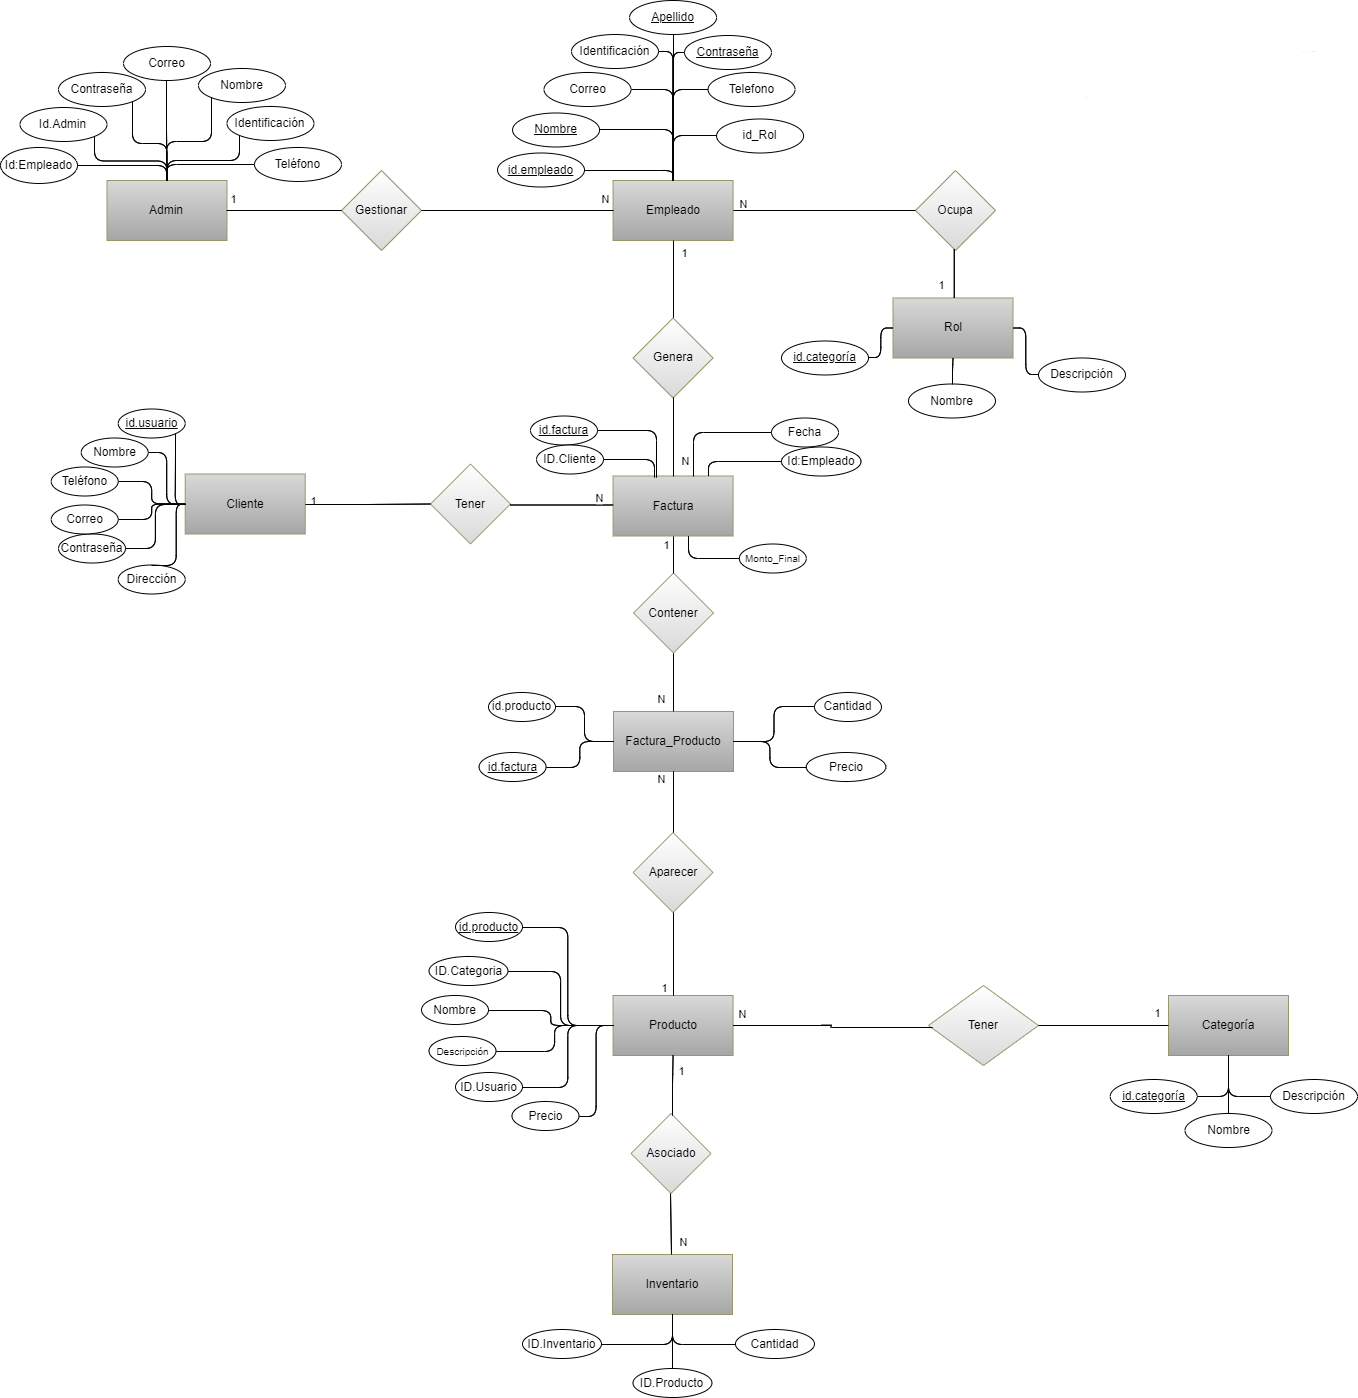 Apellido
Identificación
Contraseña
Correo
Contraseña
Nombre
Correo
Telefono
Id.Admin
Identificación
Nombre
id_Rol
Id:Empleado
Teléfono
id.empleado
Admin
1
Gestionar
N
Empleado
N
Ocupa
1
1
Rol
id.categoría
Descripción
Nombre
Genera
id.usuario
Nombre
Teléfono
Correo
Contraseña
Dirección
Cliente
1
Tener
N
id.factura
ID.Cliente
N
Fecha
Id:Empleado
Factura
1
Monto_Final
Contener
N
id.producto
Cantidad
Factura_Producto
id.factura
Precio
N
Aparecer
id.producto
ID.Categoria
Nombre
Descripción
ID.Usuario
Precio
1
Producto
N
Tener
1
Categoría
id.categoría
Descripción
Nombre
1
Asociado
N
Inventario
ID.Inventario
Cantidad
ID.Producto